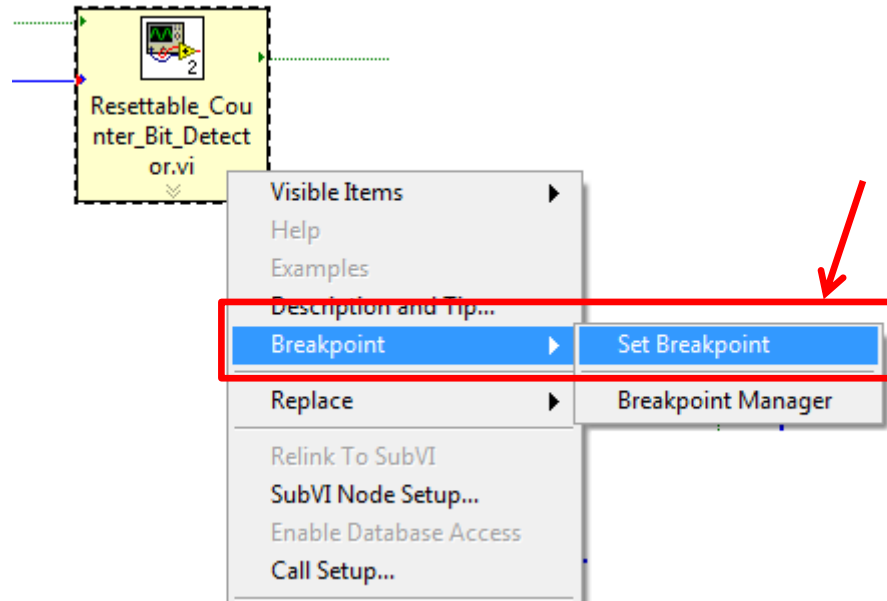 2
Resettable_Cou
nter_Bit_Detect
or.vi
Visible Items
Help
Examples
Description and Tip...
Breakpoint
Set Breakpoint
Replace
Breakpoint Manager
Relink To SubVI
SubVI Node Setup...
Enable Database Access
Call Setup...